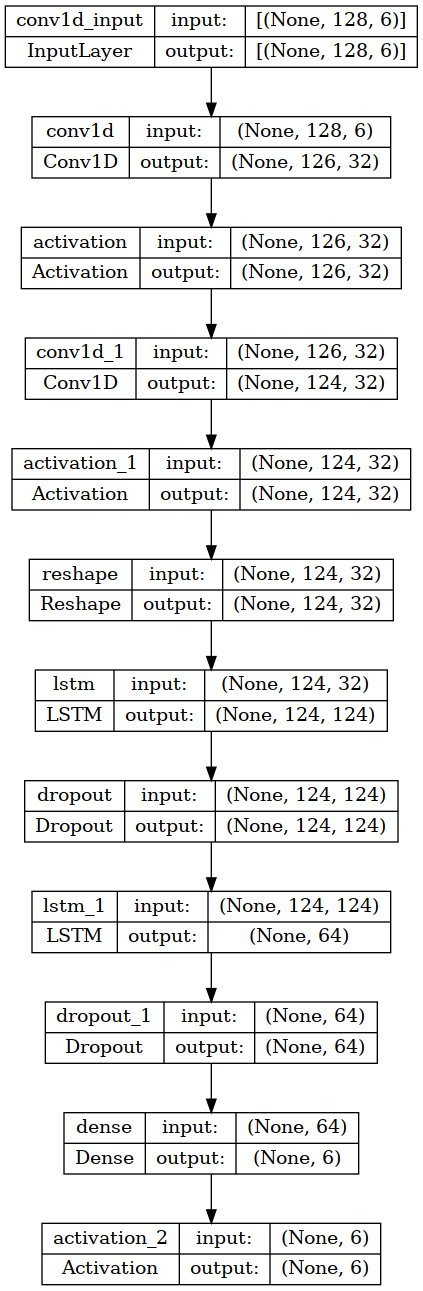 conv1d_input input: [(None, 128, 6)]
InputLayer output: [(None, 128, 6)]
conv1d input: (None, 128, 6)
Conv1D output: (None, 126, 32)
activation input: (None, 126, 32)
Activation output: (None, 126, 32)
conv1d_1 input: (None, 126, 32)
Conv1D output: (None, 124, 32)
activation_1 input: (None, 124, 32)
Activation output: (None, 124, 32)
reshape input: (None, 124, 32)
Reshape output: (None, 124, 32)
lstm input: (None, 124, 32)
LSTM output: (None, 124, 124)
dropout input: (None, 124, 124)
Dropout output: (None, 124, 124)
lstm_1 input: (None, 124, 124)
LSTM output: (None, 64)
dropout_1 input: (None, 64)
Dropout output: (None, 64)
dense input: (None, 64)
Dense output: (None, 6)
activation_2 input: (None, 6)
Activation output: (None, 6)